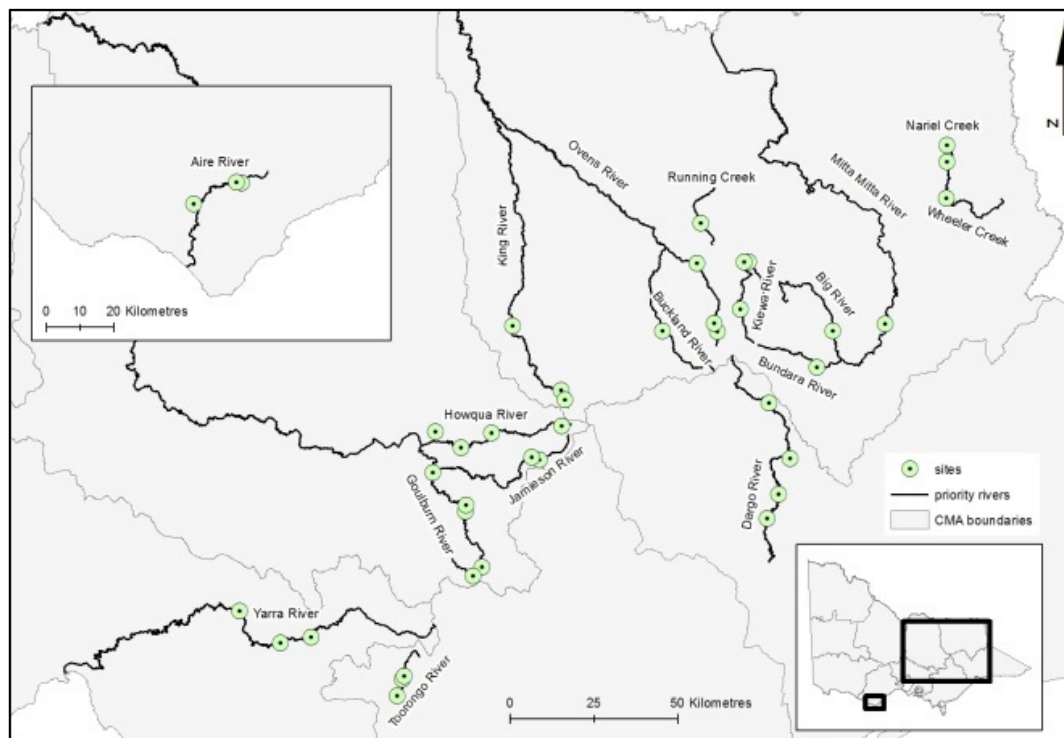 Aire River
0 10 20 Kilometres
Ovens River
Running Creek
Nariel Creek
Mitta Mitta River
Wheeler Creek
King River
Buckland River
Kiewa River
Big River
Bundara River
Howqua River
Jamieson River
Goulburn River
Dargo River
sites
priority rivers
CMA boundaries
Yarra River
Toorongo River
0 25 50 Kilometres
N